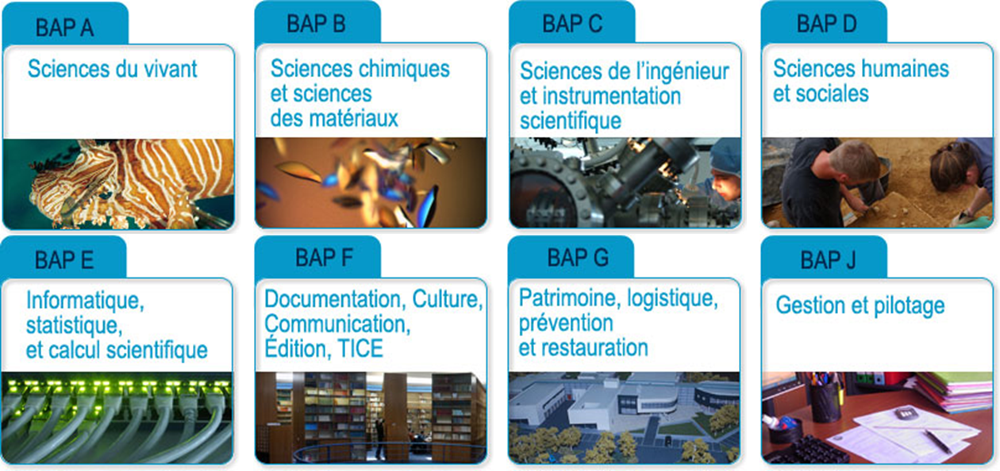 BAP A
Sciences du vivant
BAP B
Sciences chimiques
et sciences
des matériaux
BAP C
Sciences de l’ingénieur
et instrumentation
scientifique
BAP D
Sciences humaines
et sociales
BAP E
Informatique,
statistique,
et calcul scientifique
BAP F
Documentation, Culture,
Communication,
Édition, TICE
BAP G
Patrimoine, logistique,
prévention
et restauration
BAP J
Gestion et pilotage